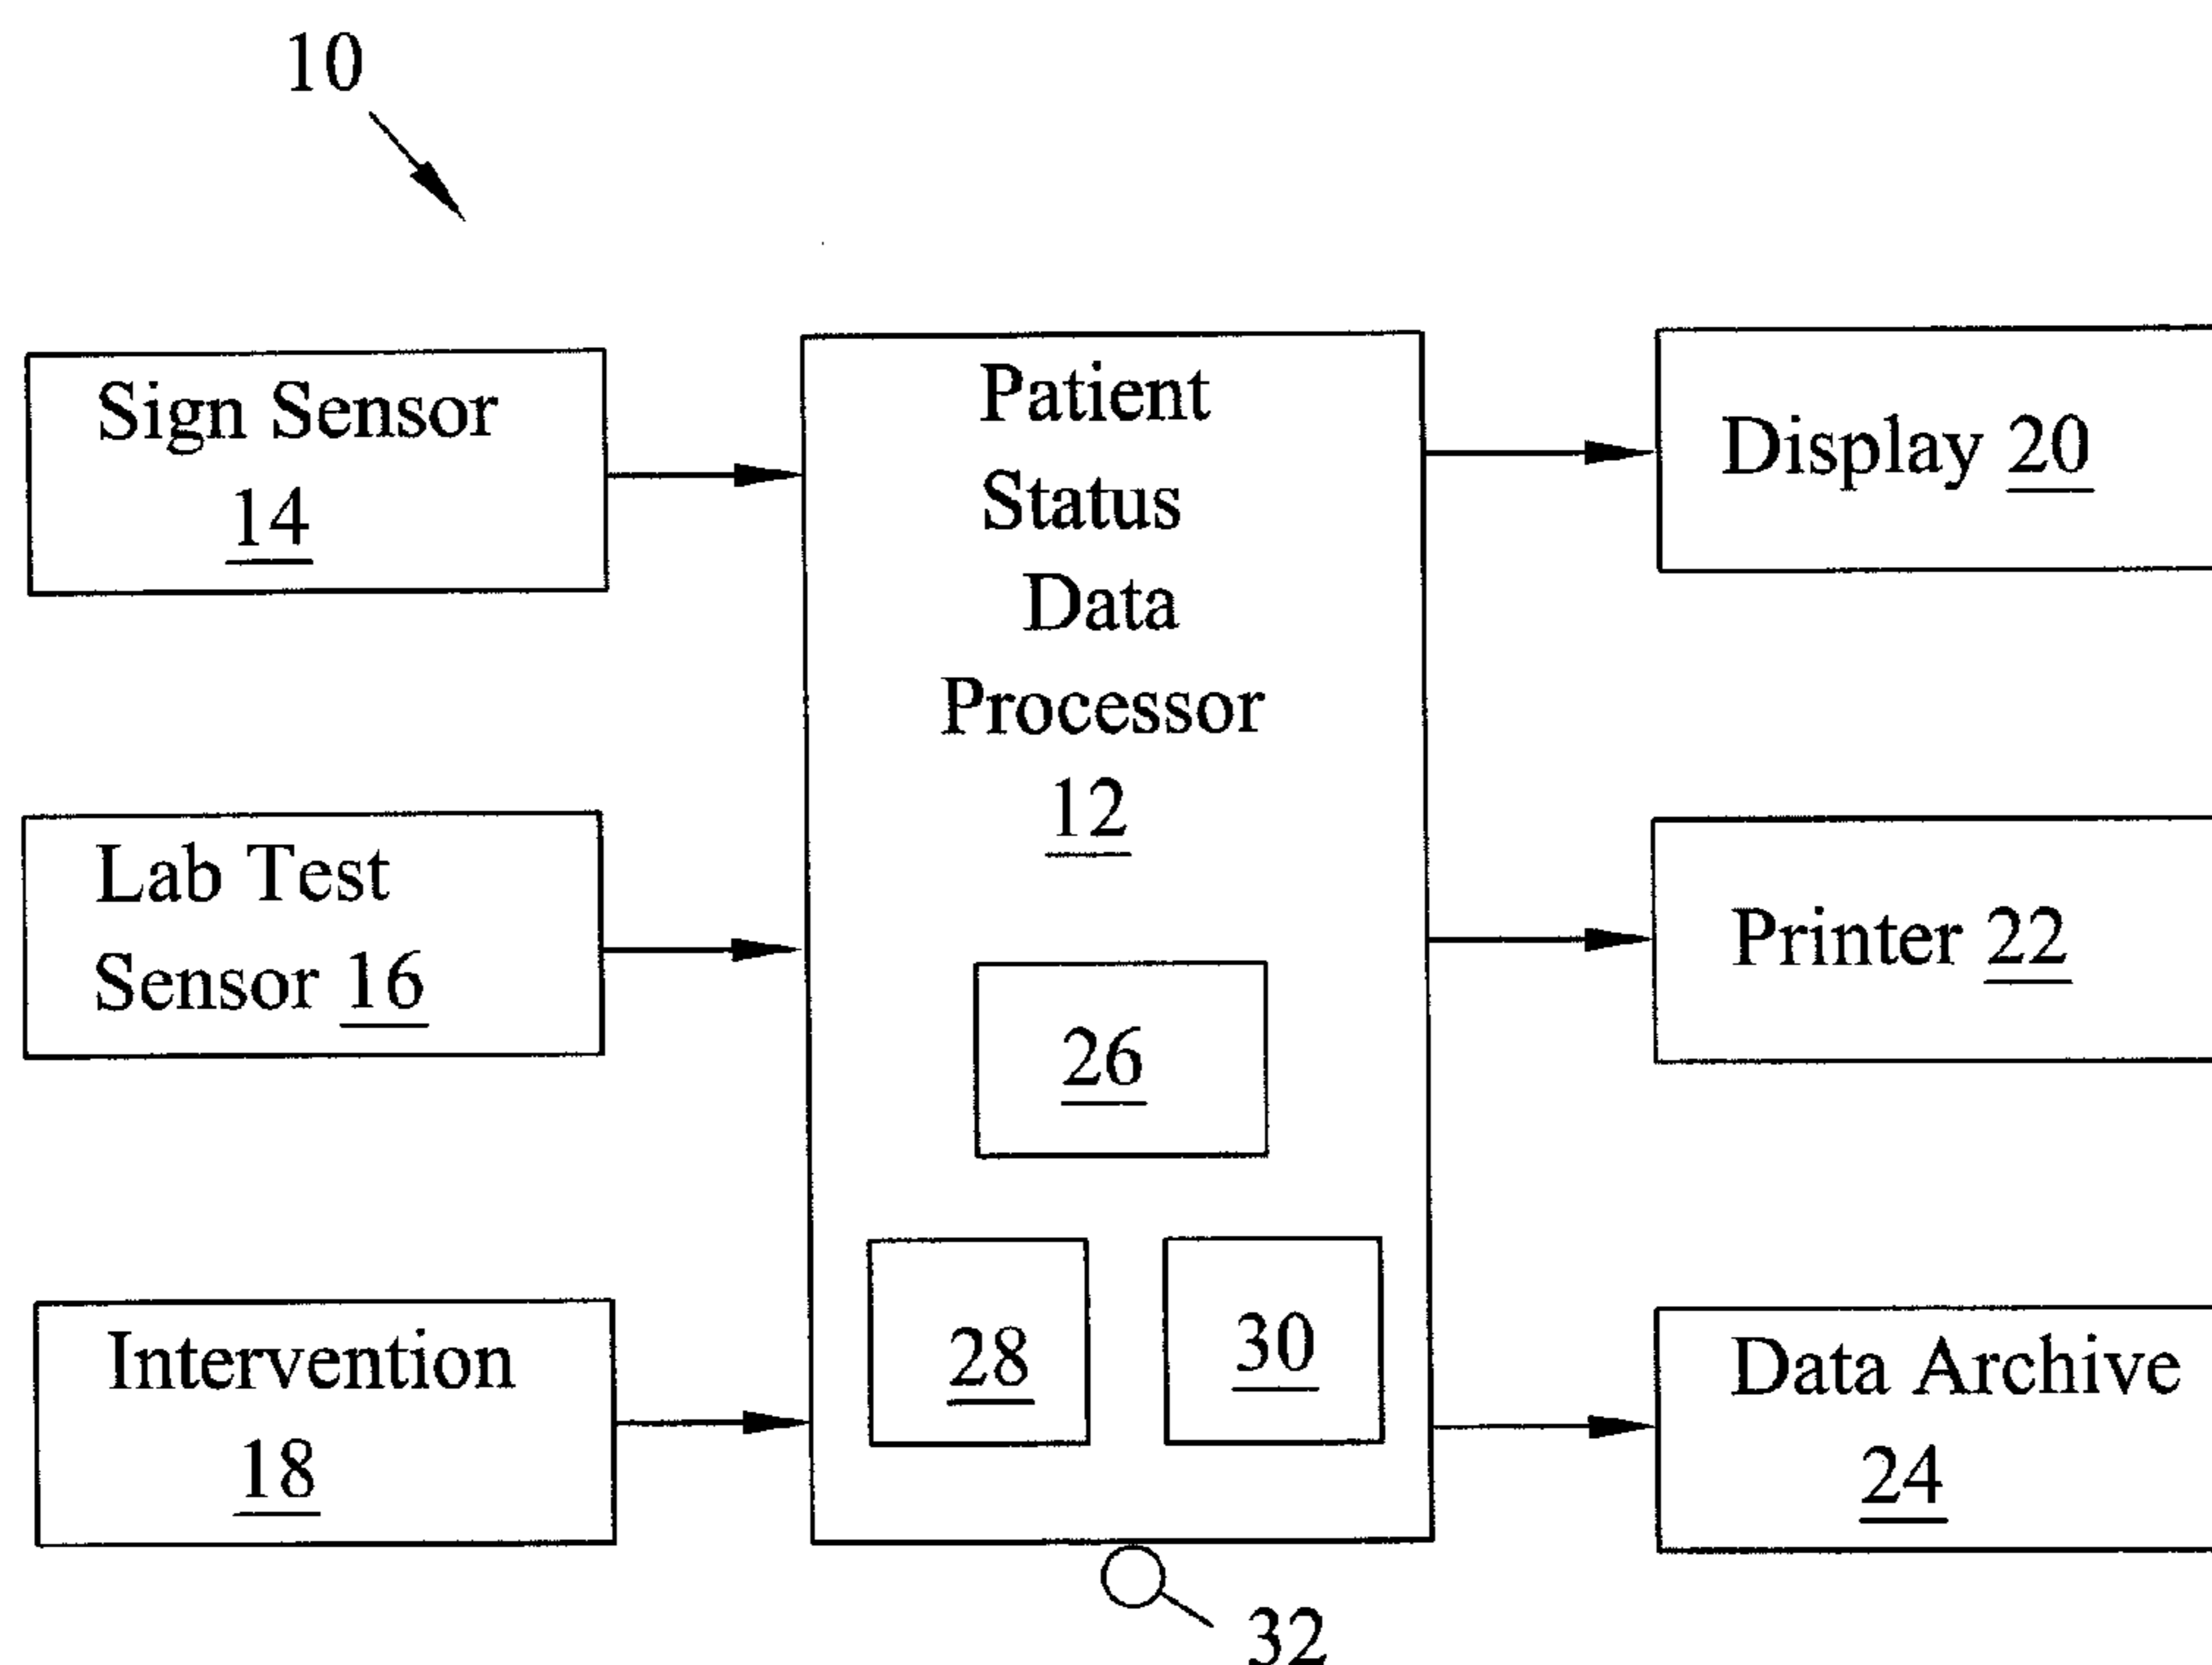 10
Sign Sensor
14
Lab Test
Sensor 16
Intervention
18
Patient
Status
Data
Processor
12
26
28
30
32
Display 20
Printer 22
Data Archive
24